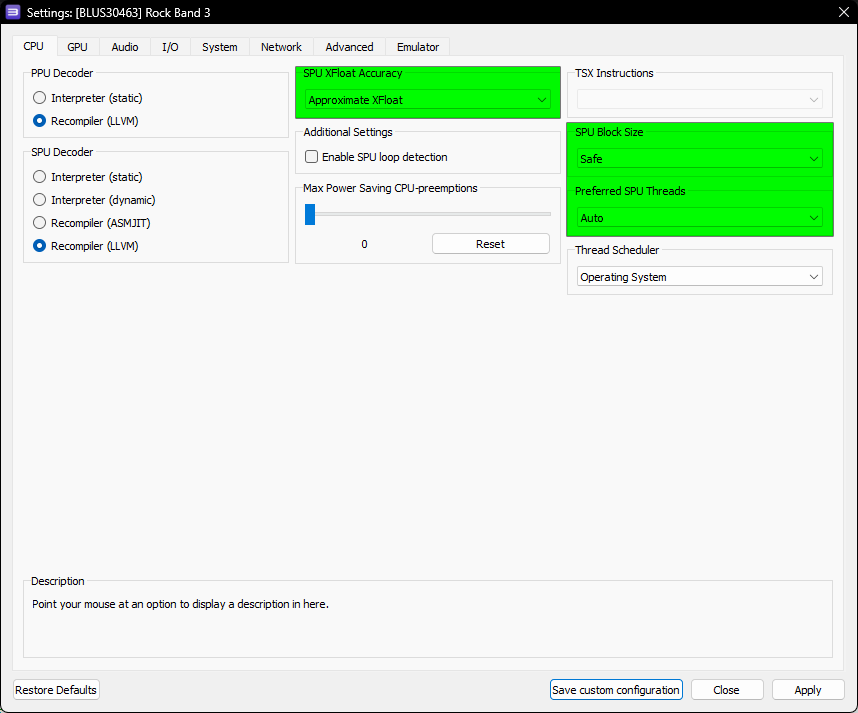 Settings: [BLUS30463] Rock Band 3
CPU GPU Audio I/O System Network Advanced Emulator
PPU Decoder
Interpreter (static)
Recompiler (LLVM)
SPU Decoder
Interpreter (static)
Interpreter (dynamic)
Recompiler (ASMJIT)
Recompiler (LLVM)
SPU XFloat Accuracy
Approximate XFloat
Additional Settings
Enable SPU loop detection
Max Power Saving CPU-preemptions
0 Reset
TSX Instructions
SPU Block Size
Safe
Preferred SPU Threads
Auto
Thread Scheduler
Operating System
Description
Point your mouse at an option to display a description in here.
Restore Defaults Save custom configuration Close Apply